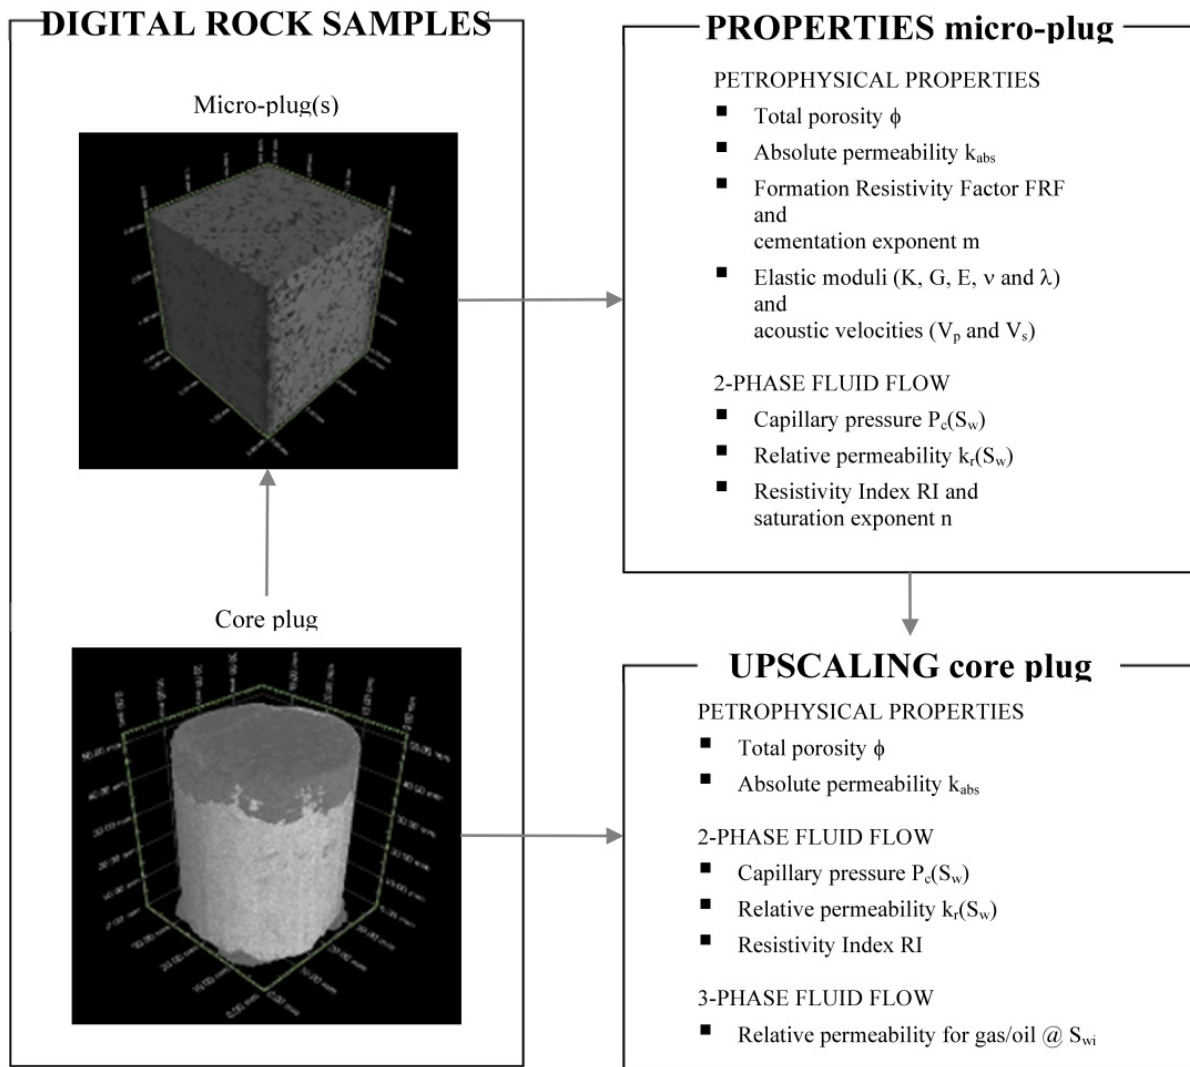 DIGITAL ROCK SAMPLES
Micro-plug(s)
Core plug
PROPERTIES micro-plug
PETROPHYSICAL PROPERTIES
▪ Total porosity ϕ
▪ Absolute permeability kabs
▪ Formation Resistivity Factor FRF
and
cementation exponent m
▪ Elastic moduli (K, G, E, ν and λ)
and
acoustic velocities (Vp and Vs)
2-PHASE FLUID FLOW
▪ Capillary pressure Pc(Sw)
▪ Relative permeability kr(Sw)
▪ Resistivity Index RI and
saturation exponent n
UPSCALING core plug
PETROPHYSICAL PROPERTIES
▪ Total porosity ϕ
▪ Absolute permeability kabs
2-PHASE FLUID FLOW
▪ Capillary pressure Pc(Sw)
▪ Relative permeability kr(Sw)
▪ Resistivity Index RI
3-PHASE FLUID FLOW
▪ Relative permeability for gas/oil @ Swi